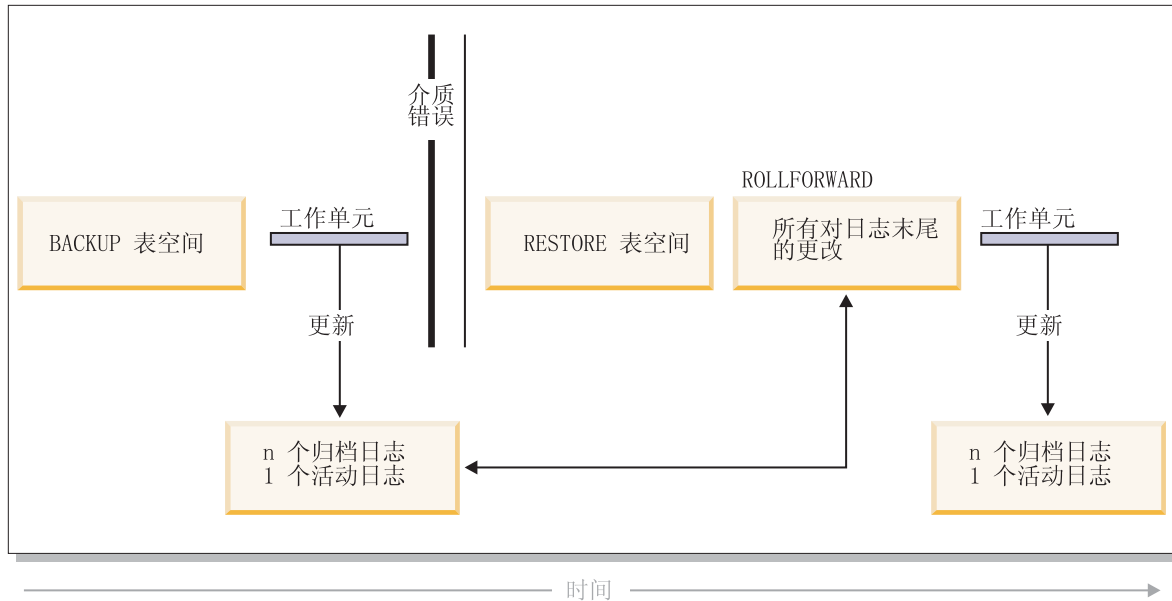 介质
错误
BACKUP 表空间
工作单元
RESTORE 表空间
ROLLFORWARD
所有对日志末尾
的更改
工作单元
更新
更新
n 个归档日志
1 个活动日志
n 个归档日志
1 个活动日志
时间